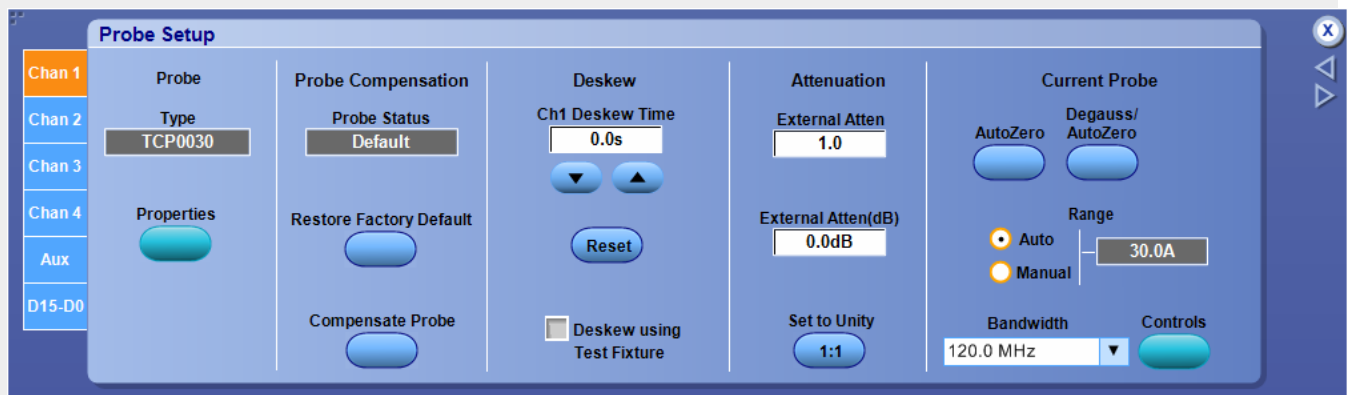 Probe Setup
X
Chan 1
Chan 2
Chan 3
Chan 4
Aux
D15-D0
Probe
Type
TCP0030
Properties
Probe Compensation
Probe Status
Default
Restore Factory Default
Compensate Probe
Deskew
Ch1 Deskew Time
0.0s
Reset
Deskew using
Test Fixture
Attenuation
External Atten
1.0
External Atten(dB)
0.0dB
Set to Unity
1:1
Current Probe
AutoZero
Degauss/
AutoZero
Range
Auto
Manual
30.0A
Bandwidth
120.0 MHz
Controls